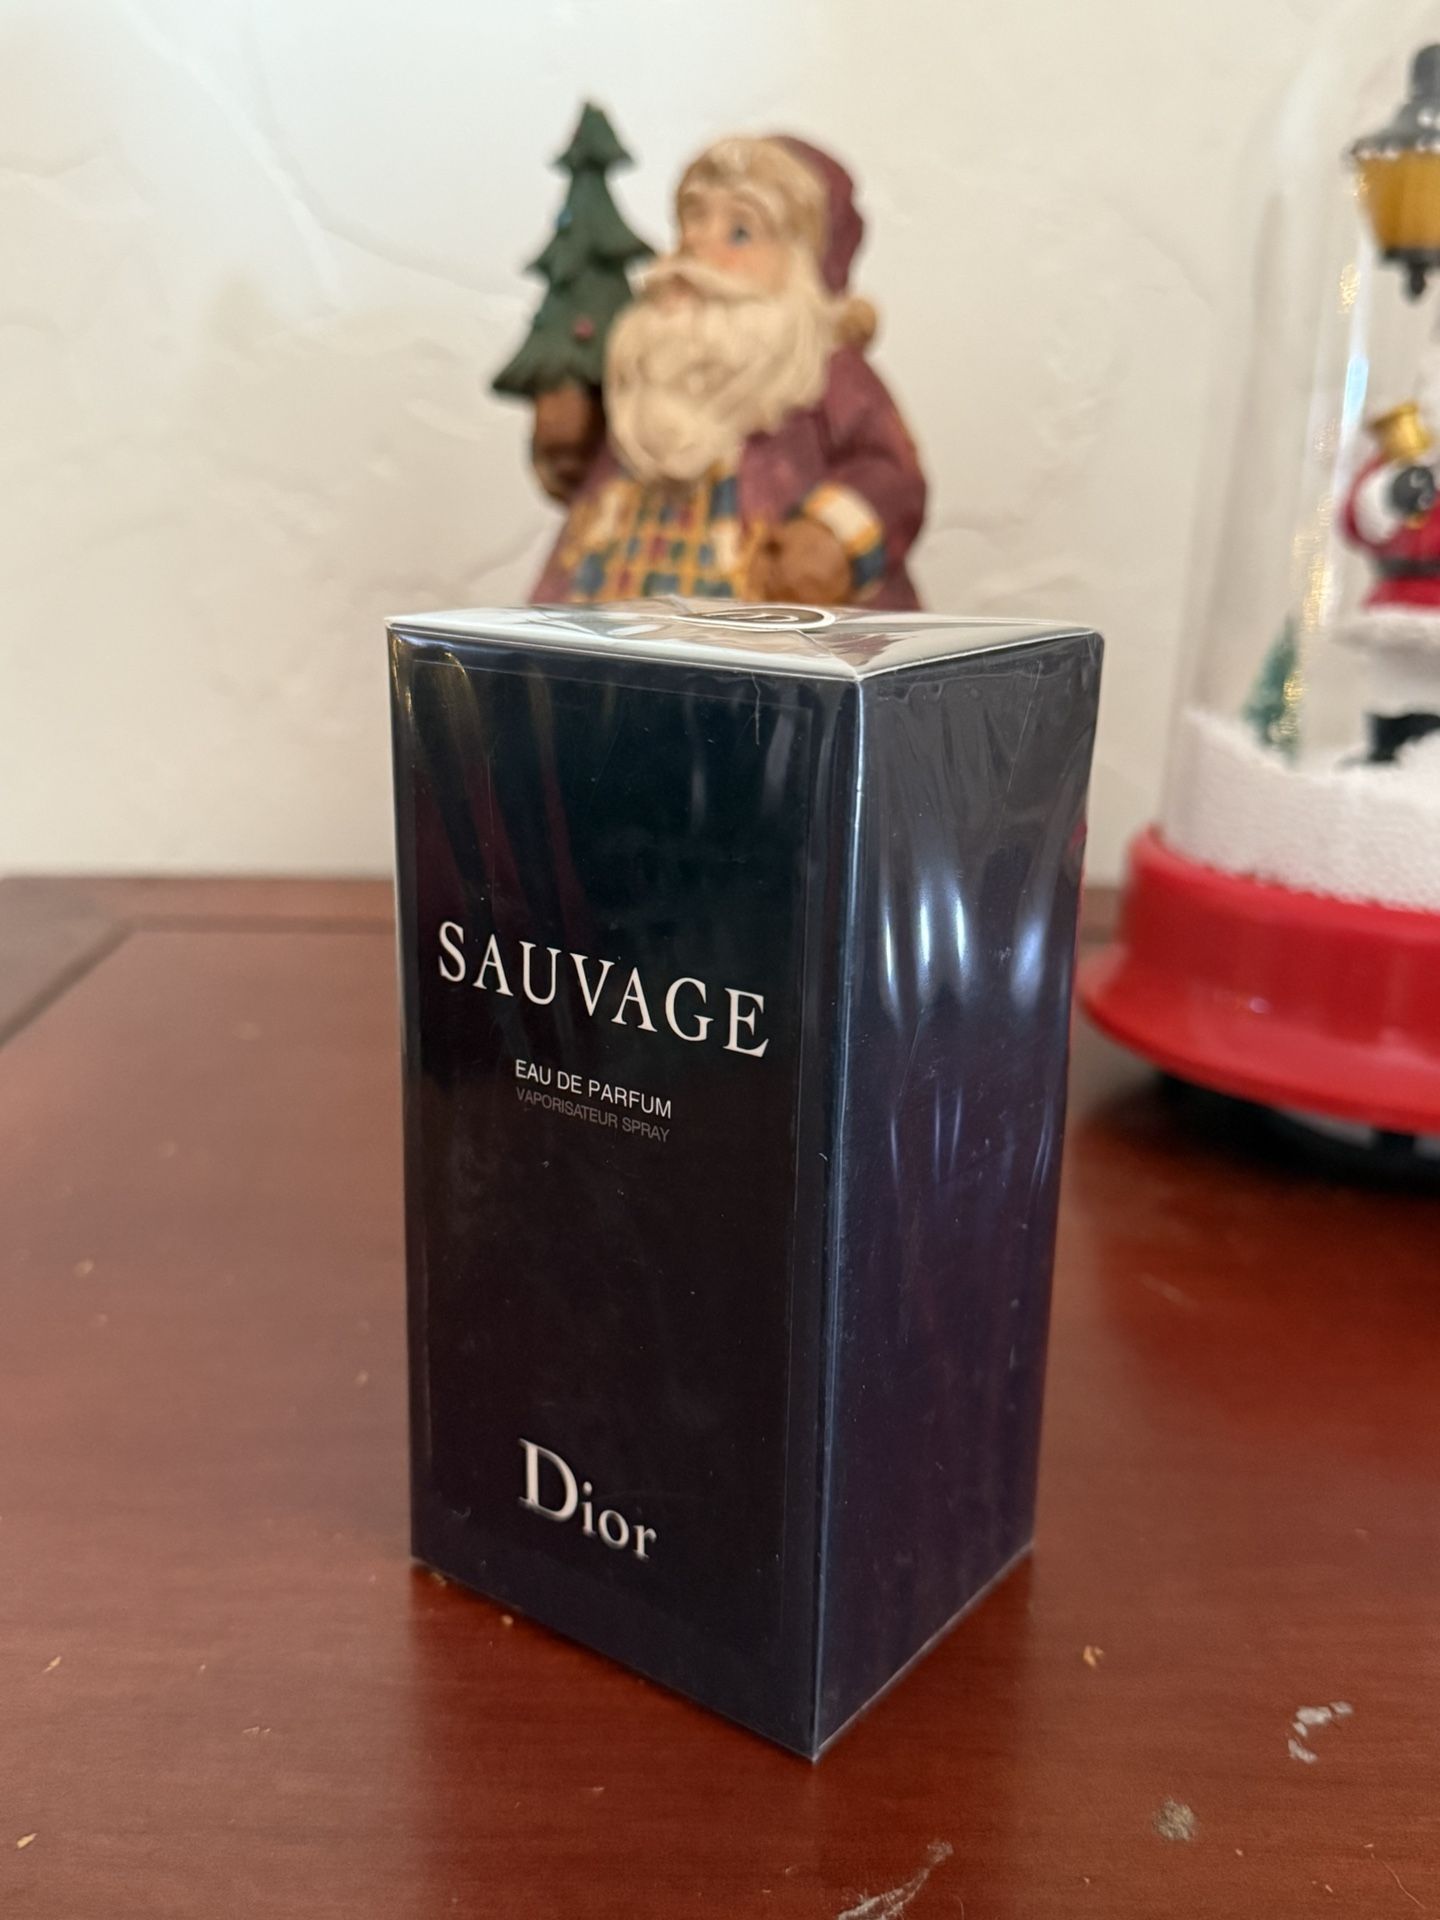 SAUVAGE
EAU DE PARFUM
VAPORISATEUR SPRAY
Dior